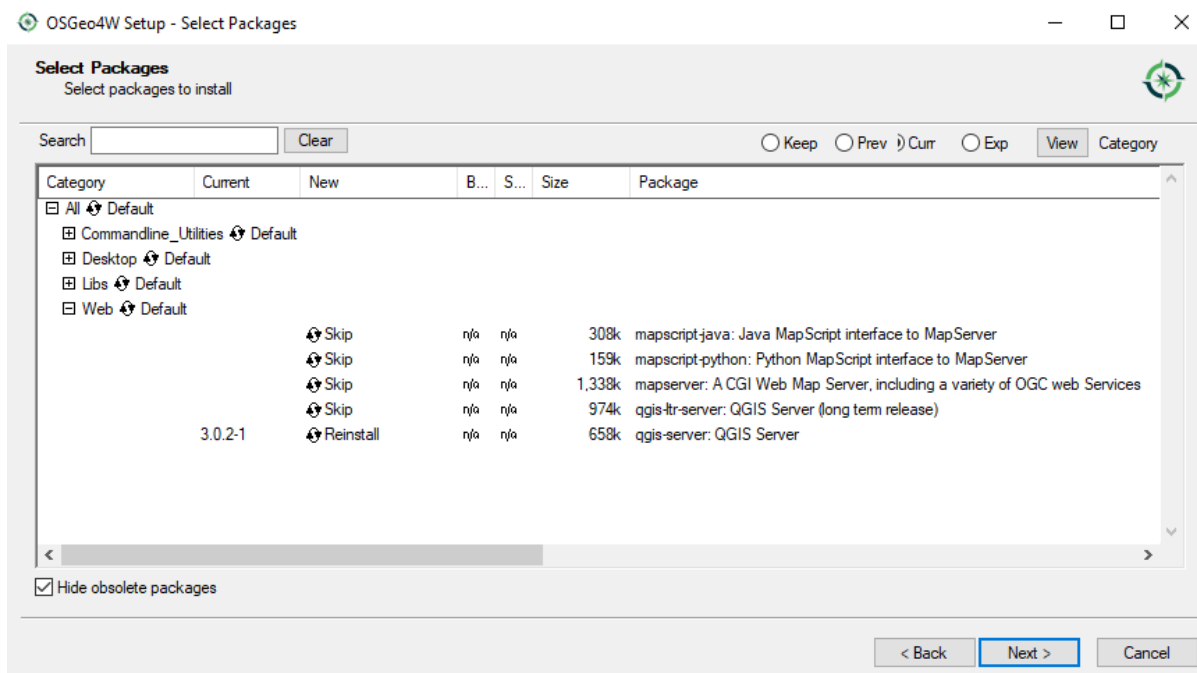 OSGeo4W Setup - Select Packages
Select Packages
Select packages to install
Search Clear Keep Prev Curr Exp View Category
Category Current New B... S... Size Package
All Default
Commandline_Utilities Default
Desktop Default
Libs Default
Web Default
Skip n/a n/a 308k mapscript-java: Java MapScript interface to MapServer
Skip n/a n/a 159k mapscript-python: Python MapScript interface to MapServer
Skip n/a n/a 1,338k mapserver: A CGI Web Map Server, including a variety of OGC web Services
Skip n/a n/a 974k qgis-ltr-server: QGIS Server (long term release)
3.0.2-1 Reinstall n/a n/a 658k qgis-server: QGIS Server
Hide obsolete packages
< Back Next > Cancel